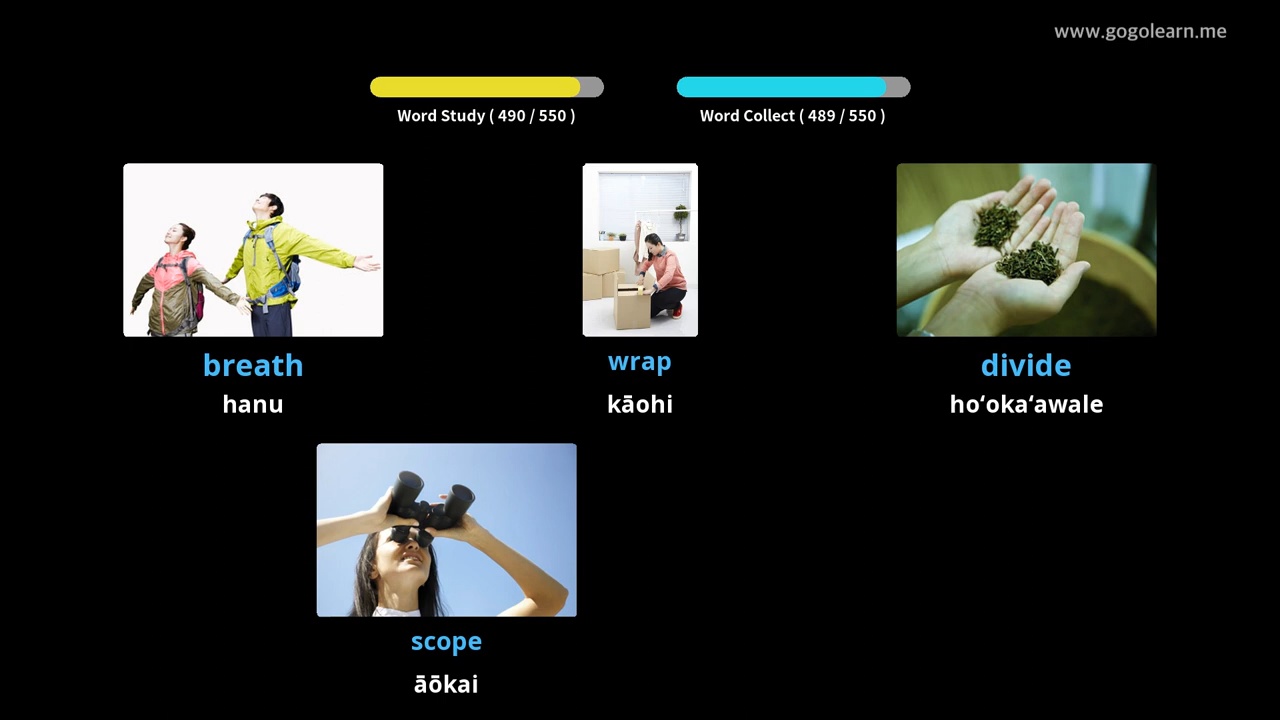 www.gogolearn.me
Word Study ( 490 / 550 )
Word Collect ( 489 / 550 )
breath
wrap
divide
hanu
kāohi
hoʻokaʻawale
scope
āōkai